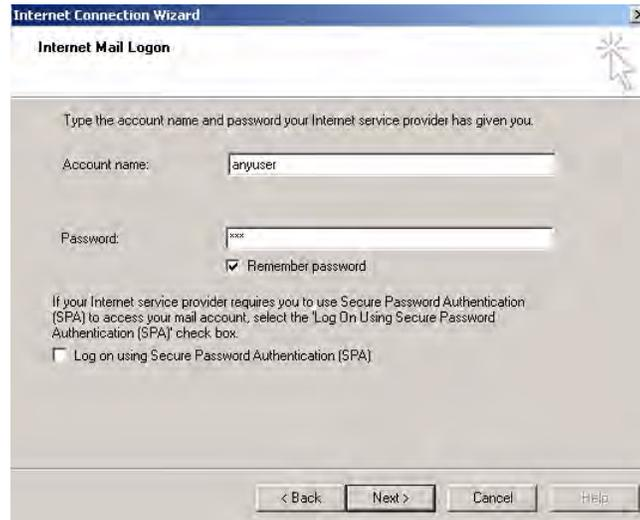 Internet Connection Wizard
Internet Mail Logon
Type the account name and password your Internet service provider has given you.
Account name:
anyuser
Password:
xxx
Remember password
If your Internet service provider requires you to use Secure Password Authentication
(SPA) to access your mail account, select the 'Log On Using Secure Password
Authentication (SPA)' check box.
Log on using Secure Password Authentication (SPA)
< Back Next > Cancel Help